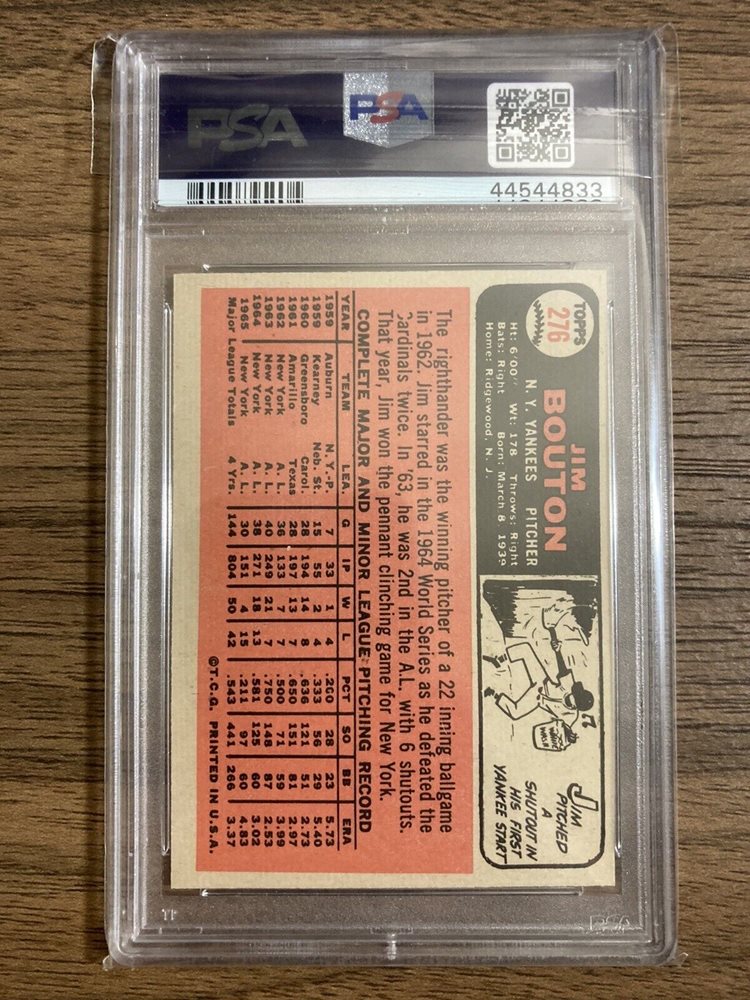 PSA
PSA
44544833
TOPPS
276
JIM
BOUTON
N. Y. YANKEES PITCHER
Ht: 6'00" Wt: 178 Throws: Right
Bats: Right Born: March 8, 1939
Home: Ridgewood, N. J.
JIM
PITCHED
A
SHUTOUT IN
HIS FIRST
YANKEE START
The righthander was the winning pitcher of a 22 inning ballgame
in 1962. Jim starred in the 1964 World Series as he defeated the
Cardinals twice. In '63, he was 2nd in the A.L. with 6 shutouts.
That year, Jim won the pennant clinching game for New York.
COMPLETE MAJOR AND MINOR LEAGUE PITCHING RECORD
YEAR TEAM LEA. G IP W L PCT SO BB ERA
1959 Auburn N.Y.-P. 7 33 1 4 .200 28 23 5.73
1959 Kearney Neb. St. 15 55 2 4 .333 56 29 5.40
1960 Greensboro Carol. 28 194 14 8 .636 121 51 2.73
1961 Amarillo Texas 28 197 13 7 .650 151 81 2.97
1962 New York A. L. 36 133 7 7 .500 71 59 3.99
1963 New York A. L. 40 249 21 7 .750 148 87 2.53
1964 New York A. L. 38 271 18 13 .581 125 60 3.02
1965 New York A. L. 30 151 4 15 .211 97 60 4.83
Major League Totals 4 Yrs. 144 804 50 42 .543 441 266 3.37
©T.C.G. PRINTED IN U.S.A.
PSA